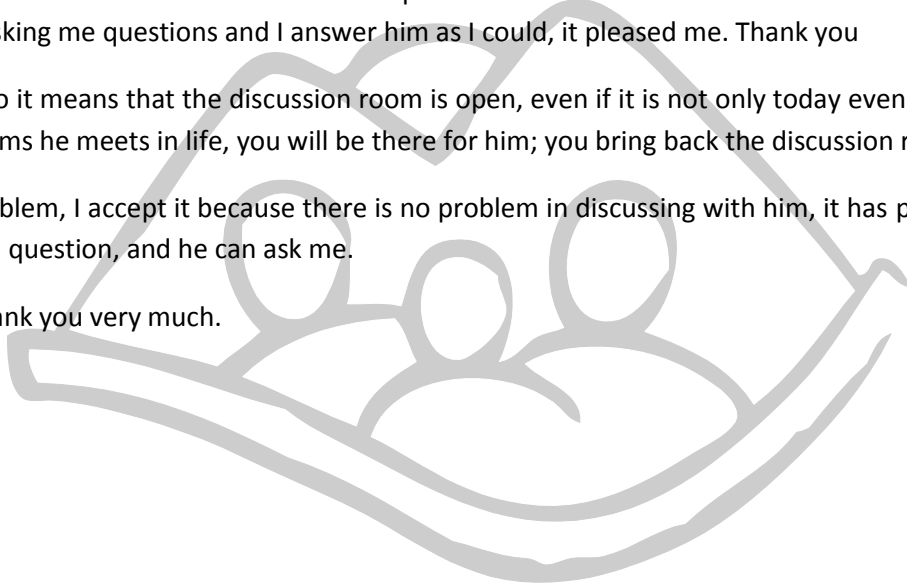 king me questions and I answer him as I could, it pleased me. Thank you
o it means that the discussion room is open, even if it is not only today even
ms he meets in life, you will be there for him; you bring back the discussion
blem, I accept it because there is no problem in discussing with him, it has
question, and he can ask me.
nk you very much.